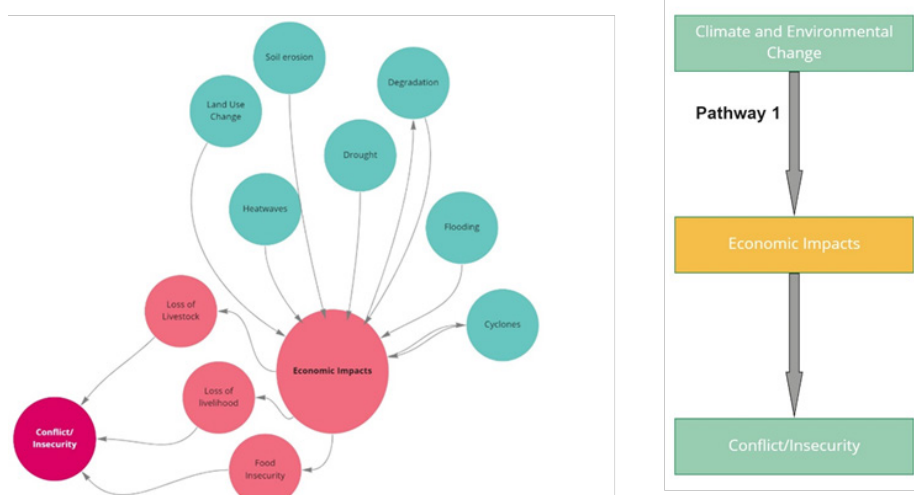 Soil erosion
Degradation
Land Use
Change
Drought
Heatwaves
Flooding
Loss of
Livestock
Cyclones
Economic Impacts
Loss of
livelihood
Conflict/
Insecurity
Food
Insecurity
Climate and Environmental
Change
Pathway 1
Economic Impacts
Conflict/Insecurity